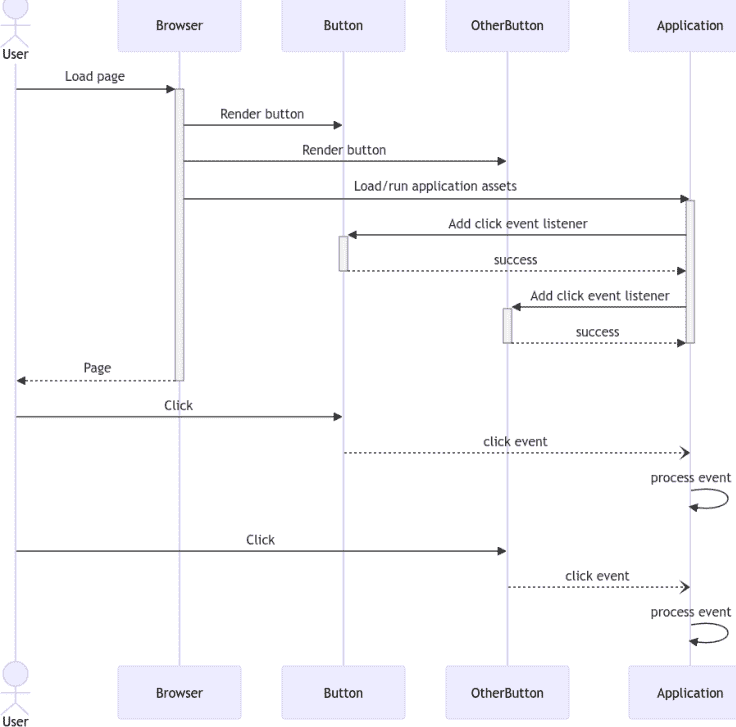 User
Browser
Button
OtherButton
Application
Load page
Render button
Render button
Load/run application assets
Add click event listener
success
Add click event listener
success
Page
Click
click event
process event
Click
click event
process event
User
Browser
Button
OtherButton
Application